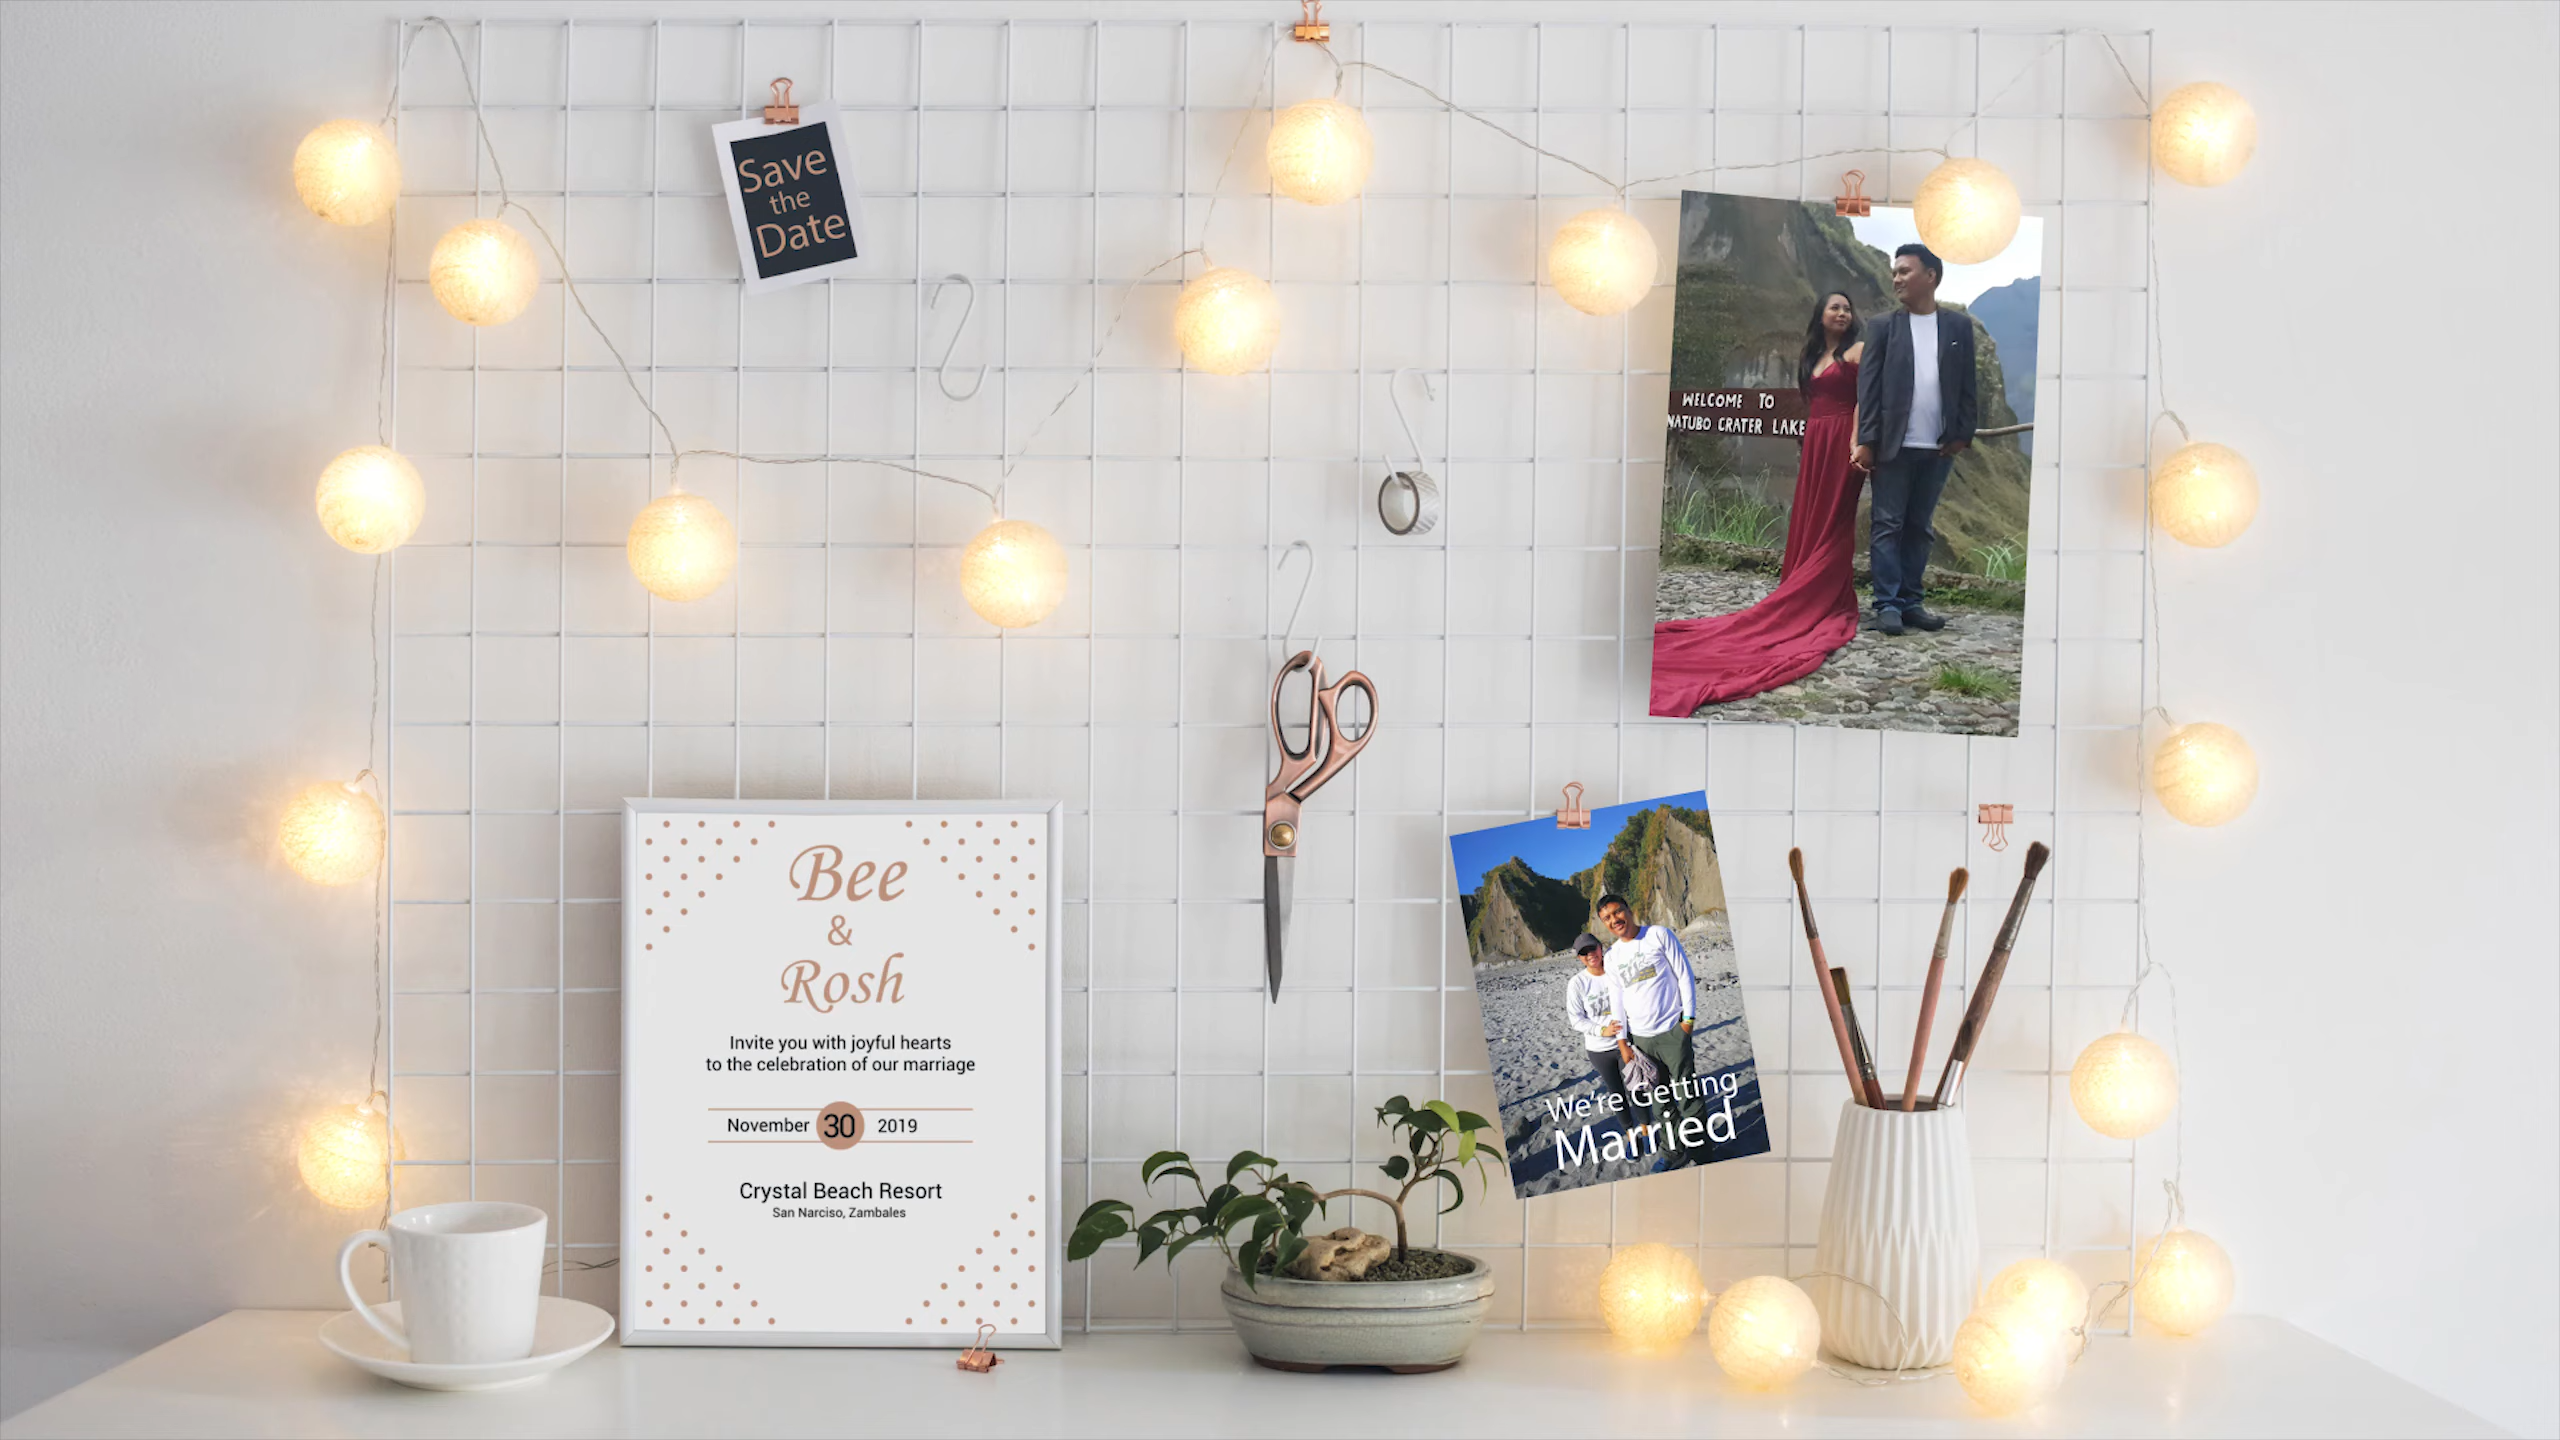 Save
the
Date
WELCOME TO
NATUBO CRATER LAKE
Bee
&
Rosh
Invite you with joyful hearts
to the celebration of our marriage
November 30 2019
Crystal Beach Resort
San Narciso, Zambales
We're Getting
Married